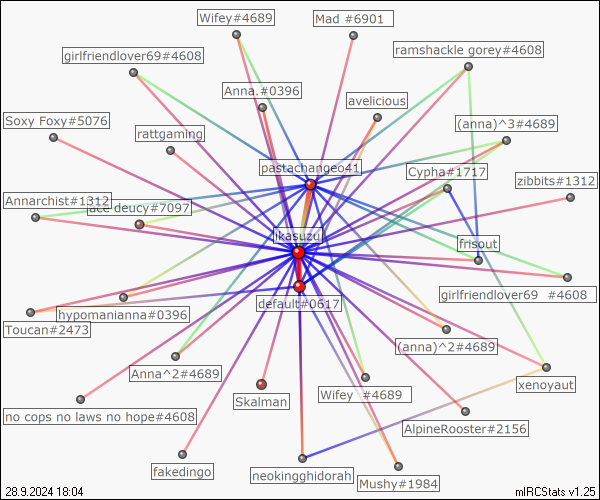 Wifey#4689
Mad #6901
girlfriendlover69#4608
ramshackle gorey#4608
Anna.#0396
avelicious
Soxy Foxy#5076
rattgaming
(anna)^3#4689
pastachangeo41
Cypha#1717
zibbits#1312
Annarchist#1312
ace deucy#7097
ikasuzu
frisout
girlfriendlover69 #4608
default#0617
hypomanianna#0396
Toucan#2473
(anna)^2#4689
Anna^2#4689
xenoyaut
Skalman
Wifey #4689
no cops no laws no hope#4608
AlpineRooster#2156
fakedingo
neokingghidorah
Mushy#1984
28.9.2024 18:04
mIRCStats v1.25